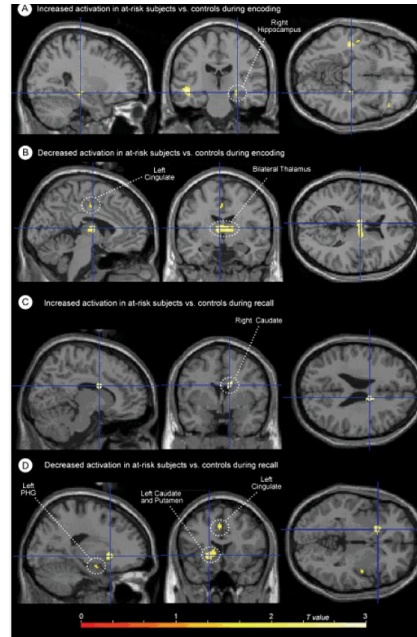 A Increased activation in at-risk subjects vs. controls during encoding
Right
Hippocampus
B Decreased activation in at-risk subjects vs. controls during encoding
Left
Cingulate
Bilateral Thalamus
C Increased activation in at-risk subjects vs. controls during recall
Right Caudate
D Decreased activation in at-risk subjects vs. controls during recall
Left
PHG
Left Caudate
and Putamen
Left
Cingulate
T value
0 1 2 3